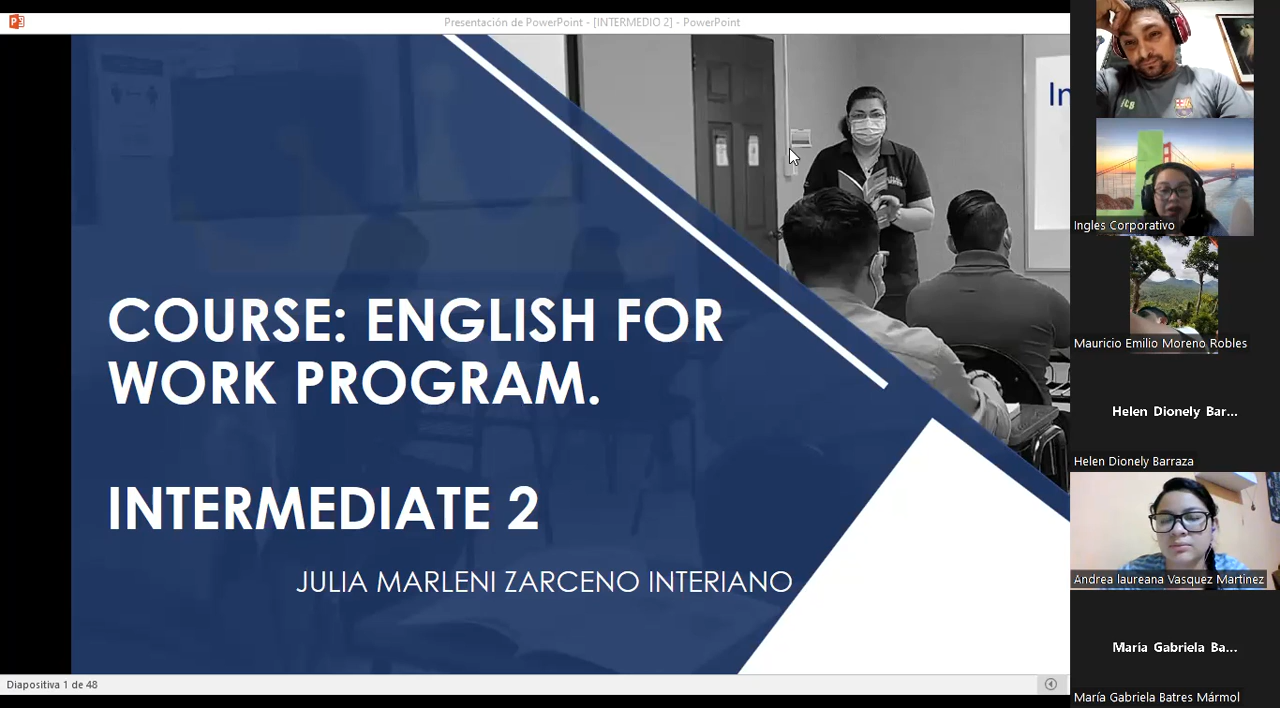 Presentación de PowerPoint - [INTERMEDIO 2] - PowerPoint
COURSE: ENGLISH FOR
WORK PROGRAM.
INTERMEDIATE 2
JULIA MARLENI ZARCENO INTERIANO
Diapositiva 1 de 48
Ingles Corporativo
Mauricio Emilio Moreno Robles
Helen Dionely Bar...
Helen Dionely Barraza
Andrea laureana Vasquez Martinez
María Gabriela Ba...
María Gabriela Batres Mármol